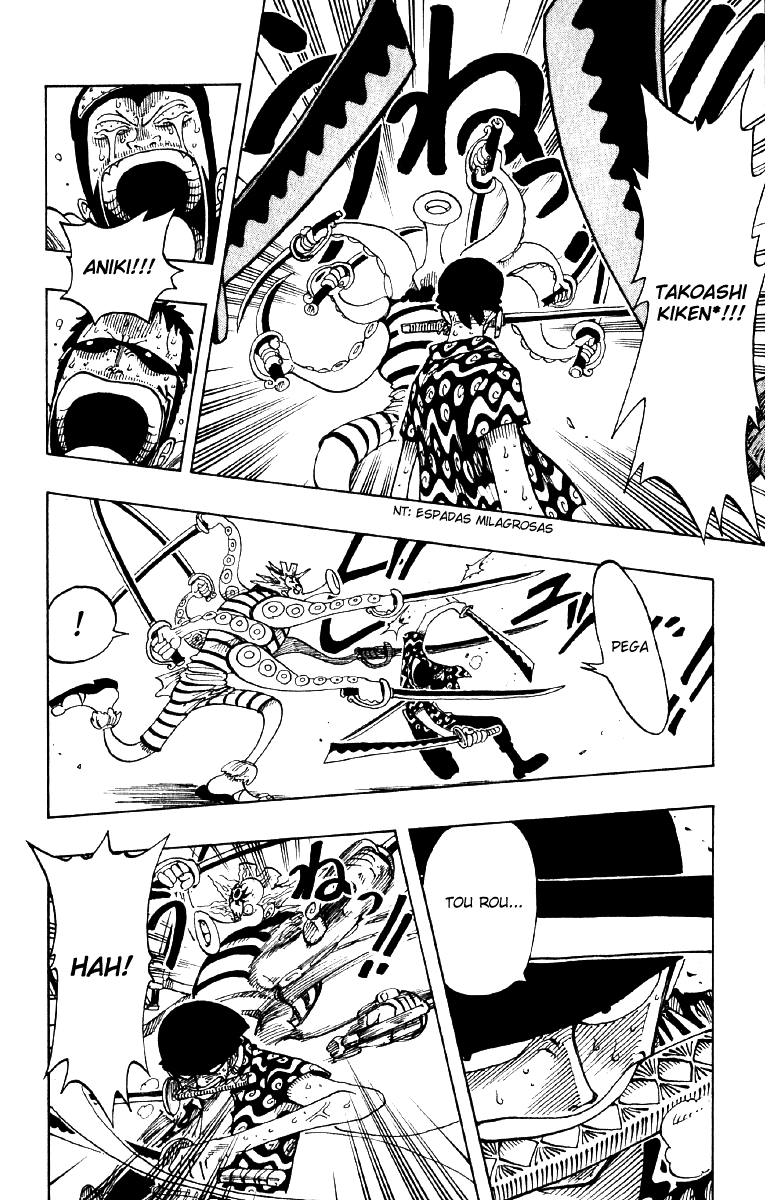 TAKOASHI
KIKEN*!!!
ANIKI!!!
NT: ESPADAS MILAGROSAS
PEGA
!
TOU ROU...
HAH!